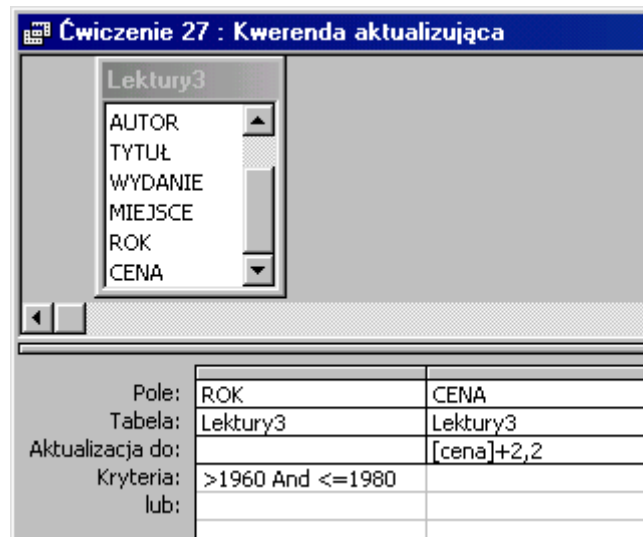 Ćwiczenie 27 : Kwerenda aktualizująca
Lektury3
AUTOR
TYTUŁ
WYDANIE
MIEJSCE
ROK
CENA
Pole: ROK CENA
Tabela: Lektury3 Lektury3
Aktualizacja do: [cena]+2,2
Kryteria: >1960 And <=1980
lub: